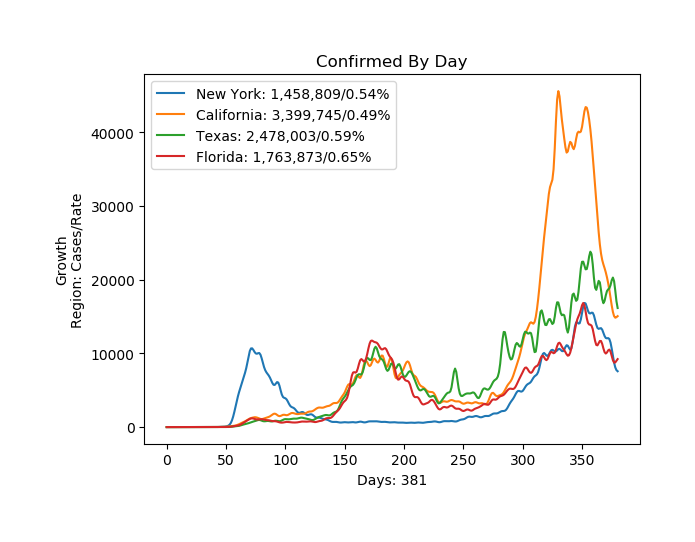 Confirmed By Day
New York: 1,458,809/0.54%
California: 3,399,745/0.49%
Texas: 2,478,003/0.59%
Florida: 1,763,873/0.65%
Growth
Region: Cases/Rate
40000
30000
20000
10000
0
0 50 100 150 200 250 300 350
Days: 381